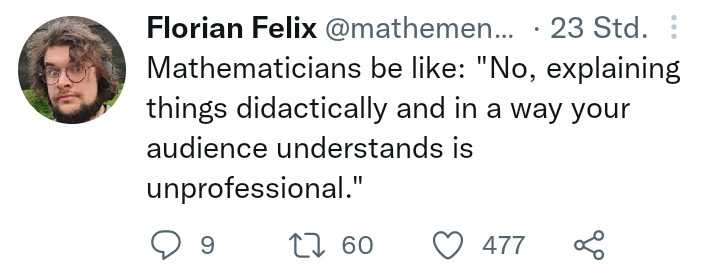 Florian Felix @mathemen... · 23 Std.
Mathematicians be like: "No, explaining
things didactically and in a way your
audience understands is
unprofessional."
9 60 477